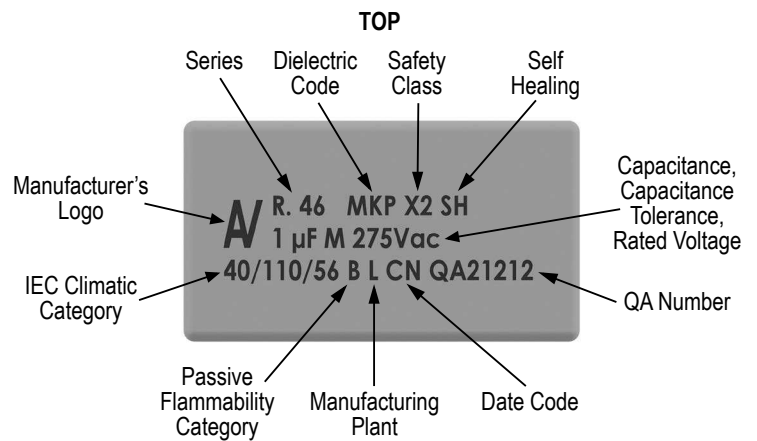 TOP
Series
Dielectric
Code
Safety
Class
Self
Healing
Manufacturer's
Logo
R. 46 MKP X2 SH
1 µF M 275Vac
40/110/56 B L CN QA21212
Capacitance,
Capacitance
Tolerance,
Rated Voltage
IEC Climatic
Category
QA Number
Passive
Flammability
Category
Manufacturing
Plant
Date Code